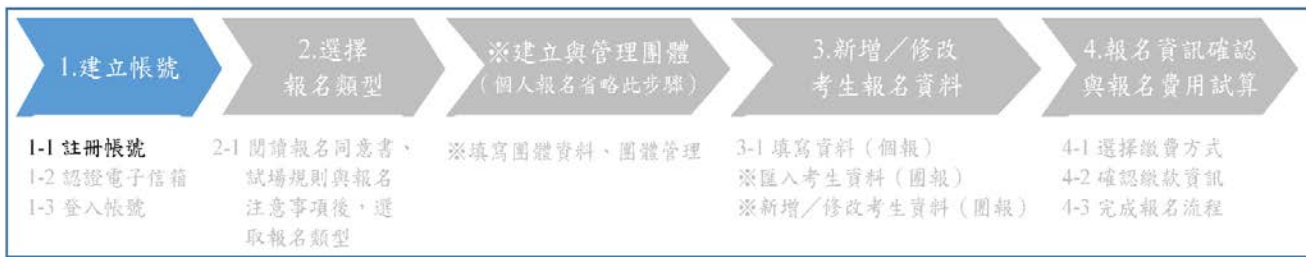 1.建立帳號
1-1 註冊帳號
1-2 認證電子信箱
1-3 登入帳號
2.選擇
報名類型
2-1 閱讀報名同意書、
試場規則與報名
注意事項後，選
取報名類型
※建立與管理團體
（個人報名省略此步驟）
※填寫團體資料、團體管理
3.新增／修改
考生報名資料
3-1 填寫資料（個報）
※匯入考生資料（團報）
※新增／修改考生資料（團報）
4.報名資訊確認
與報名費用試算
4-1 選擇繳費方式
4-2 確認繳款資訊
4-3 完成報名流程